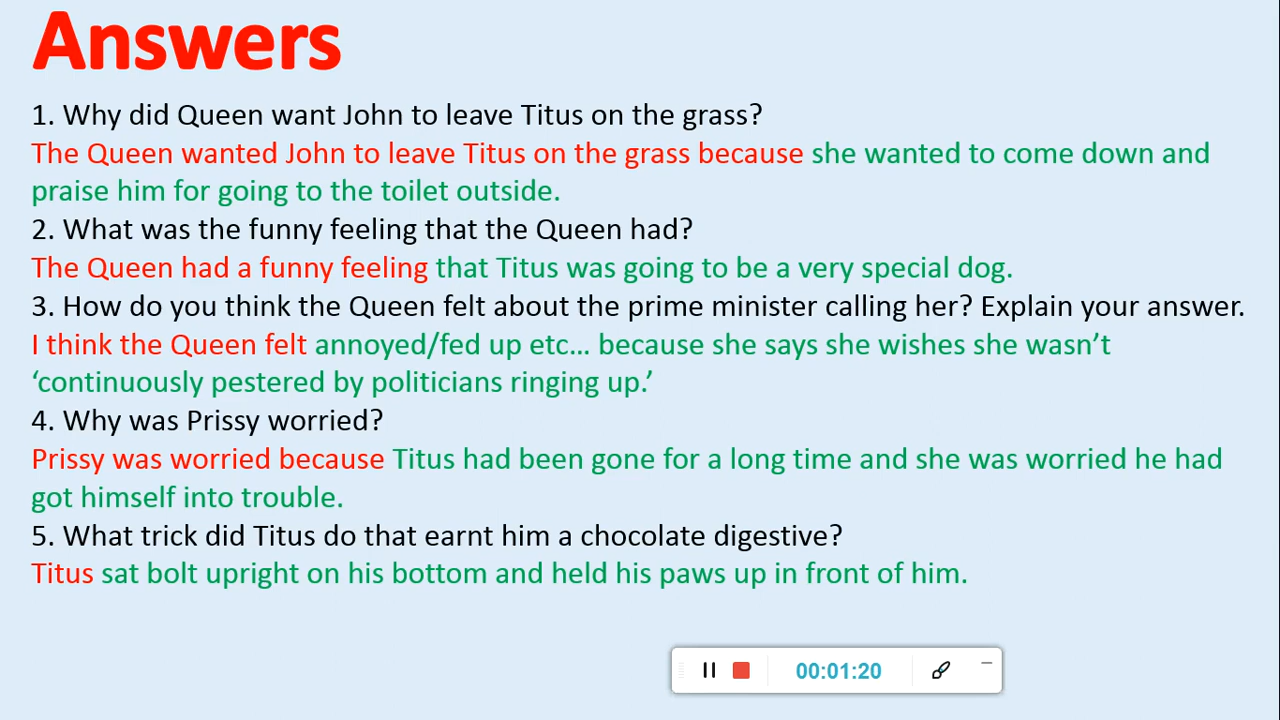 Answers
1. Why did Queen want John to leave Titus on the grass?
The Queen wanted John to leave Titus on the grass because she wanted to come down and
praise him for going to the toilet outside.
2. What was the funny feeling that the Queen had?
The Queen had a funny feeling that Titus was going to be a very special dog.
3. How do you think the Queen felt about the prime minister calling her? Explain your answer.
I think the Queen felt annoyed/fed up etc… because she says she wishes she wasn’t
‘continuously pestered by politicians ringing up.’
4. Why was Prissy worried?
Prissy was worried because Titus had been gone for a long time and she was worried he had
got himself into trouble.
5. What trick did Titus do that earnt him a chocolate digestive?
Titus sat bolt upright on his bottom and held his paws up in front of him.
00:01:20